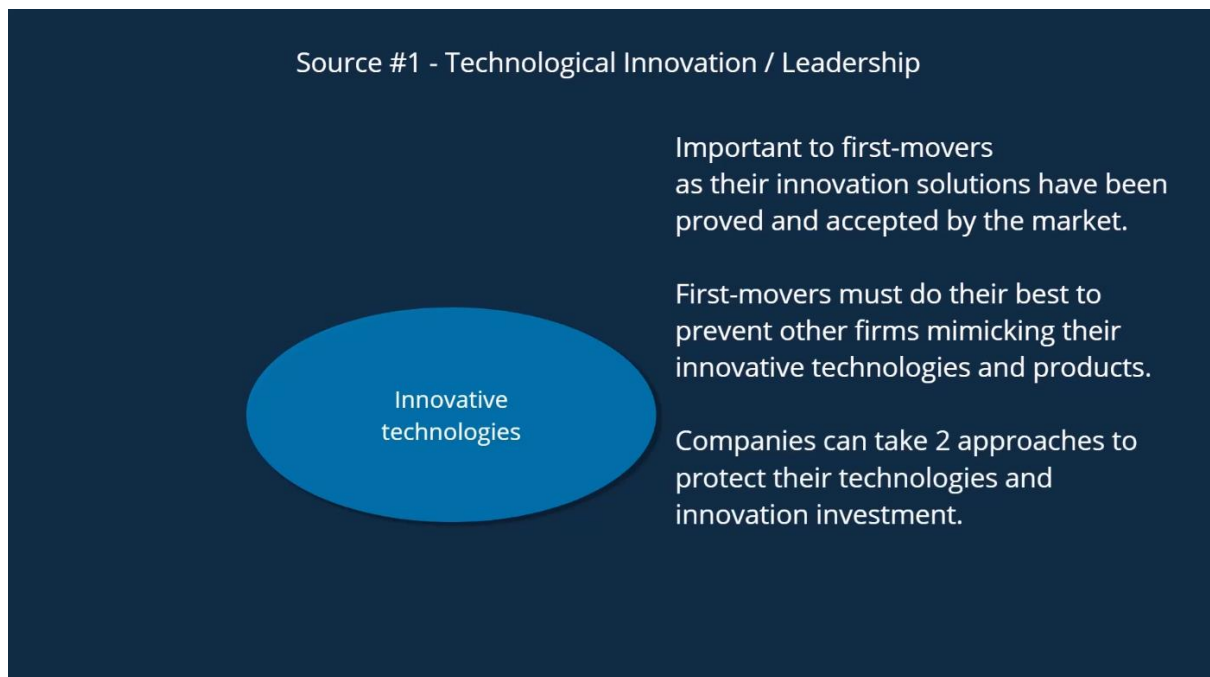 Source #1 - Technological Innovation / Leadership
Important to first-movers
as their innovation solutions have been
proved and accepted by the market.
First-movers must do their best to
prevent other firms mimicking their
innovative technologies and products.
Innovative
technologies
Companies can take 2 approaches to
protect their technologies and
innovation investment.